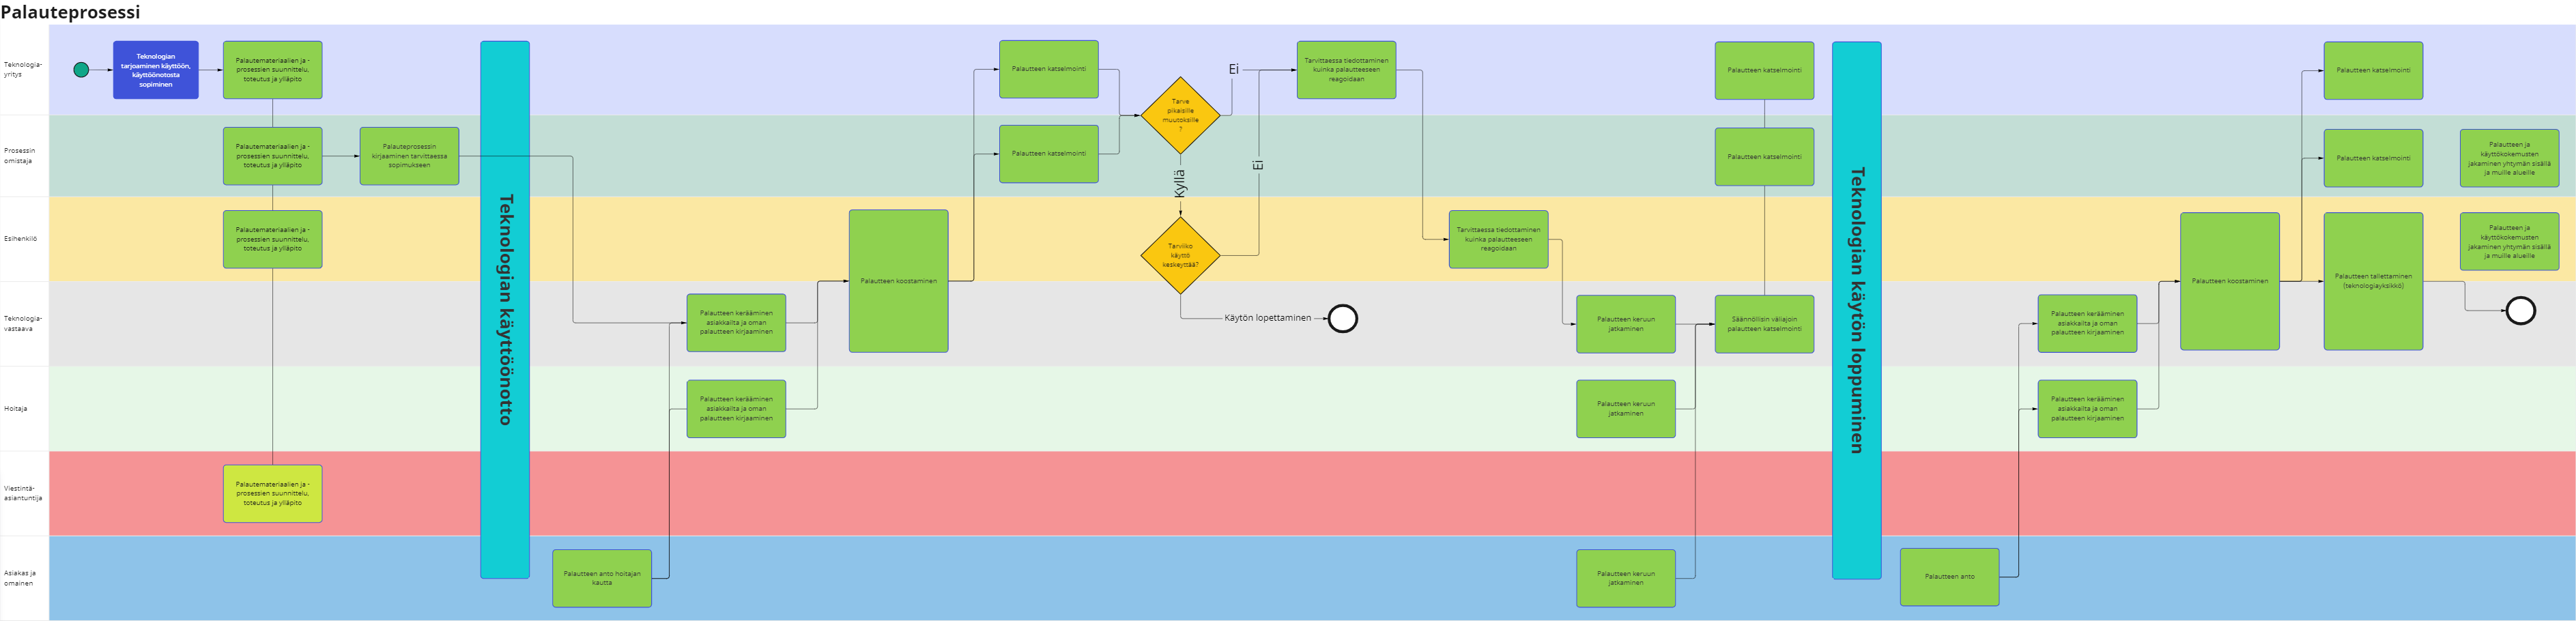 Palauteprosessi
Teknologia-
yritys
Teknologian
tarjoaminen käyttöön,
käyttöönotosta
sopiminen
Palautemateriaalien ja -
prosessien suunnittelu,
toteutus ja ylläpito
Palautteen katselmointi
Tarve
pikaisille
muutoksille
?
Ei
Tarvittaessa tiedottaminen
kuinka palautteeseen
reagoidaan
Palautteen katselmointi
Palautteen katselmointi
Prosessin
omistaja
Palautemateriaalien ja -
prosessien suunnittelu,
toteutus ja ylläpito
Palauteprosessin
kirjaaminen tarvittaessa
sopimukseen
Palautteen katselmointi
Kyllä
Ei
Palautteen katselmointi
Palautteen katselmointi
Palautteen ja
käyttökokemusten
jakaminen yhtymän sisällä
ja muille alueille
Esihenkilö
Palautemateriaalien ja -
prosessien suunnittelu,
toteutus ja ylläpito
Teknologian käyttöönotto
Palautteen koostaminen
Tarviiko
käyttö
keskeyttää?
Tarvittaessa tiedottaminen
kuinka palautteeseen
reagoidaan
Teknologian käytön loppuminen
Palautteen koostaminen
Palautteen tallettaminen
(teknologiayksikkö)
Palautteen ja
käyttökokemusten
jakaminen yhtymän sisällä
ja muille alueille
Teknologia-
vastaava
Palautteen kerääminen
asiakkailta ja oman
palautteen kirjaaminen
Käytön lopettaminen
Palautteen keruun
jatkaminen
Säännöllisin väliajoin
palautteen katselmointi
Palautteen kerääminen
asiakkailta ja oman
palautteen kirjaaminen
Hoitaja
Palautteen kerääminen
asiakkailta ja oman
palautteen kirjaaminen
Palautteen keruun
jatkaminen
Palautteen kerääminen
asiakkailta ja oman
palautteen kirjaaminen
Viestintä-
asiantuntija
Palautemateriaalien ja -
prosessien suunnittelu,
toteutus ja ylläpito
Asiakas ja
omainen
Palautteen anto hoitajan
kautta
Palautteen keruun
jatkaminen
Palautteen anto